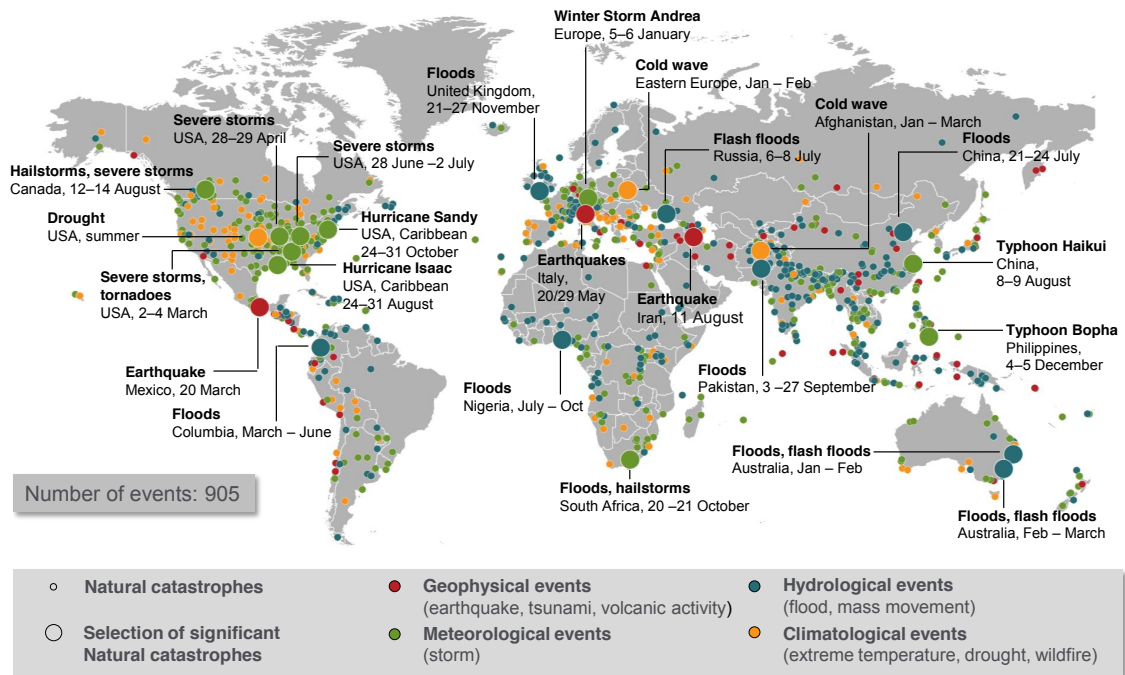 Winter Storm Andrea
Europe, 5–6 January
Floods
United Kingdom,
21–27 November
Cold wave
Eastern Europe, Jan – Feb
Cold wave
Afghanistan, Jan – March
Severe storms
USA, 28–29 April
Severe storms
USA, 28 June –2 July
Flash floods
Russia, 6–8 July
Floods
China, 21–24 July
Hailstorms, severe storms
Canada, 12–14 August
Drought
USA, summer
Hurricane Sandy
USA, Caribbean
24–31 October
Hurricane Isaac
USA, Caribbean
24–31 August
Severe storms,
tornadoes
USA, 2–4 March
Earthquakes
Italy,
20/29 May
Earthquake
Iran, 11 August
Typhoon Haikui
China,
8–9 August
Typhoon Bopha
Philippines,
4–5 December
Earthquake
Mexico, 20 March
Floods
Columbia, March – June
Floods
Nigeria, July – Oct
Floods
Pakistan, 3 –27 September
Floods, flash floods
Australia, Jan – Feb
Floods, hailstorms
South Africa, 20 –21 October
Floods, flash floods
Australia, Feb – March
Number of events: 905
Natural catastrophes
Selection of significant
Natural catastrophes
Geophysical events
(earthquake, tsunami, volcanic activity)
Meteorological events
(storm)
Hydrological events
(flood, mass movement)
Climatological events
(extreme temperature, drought, wildfire)